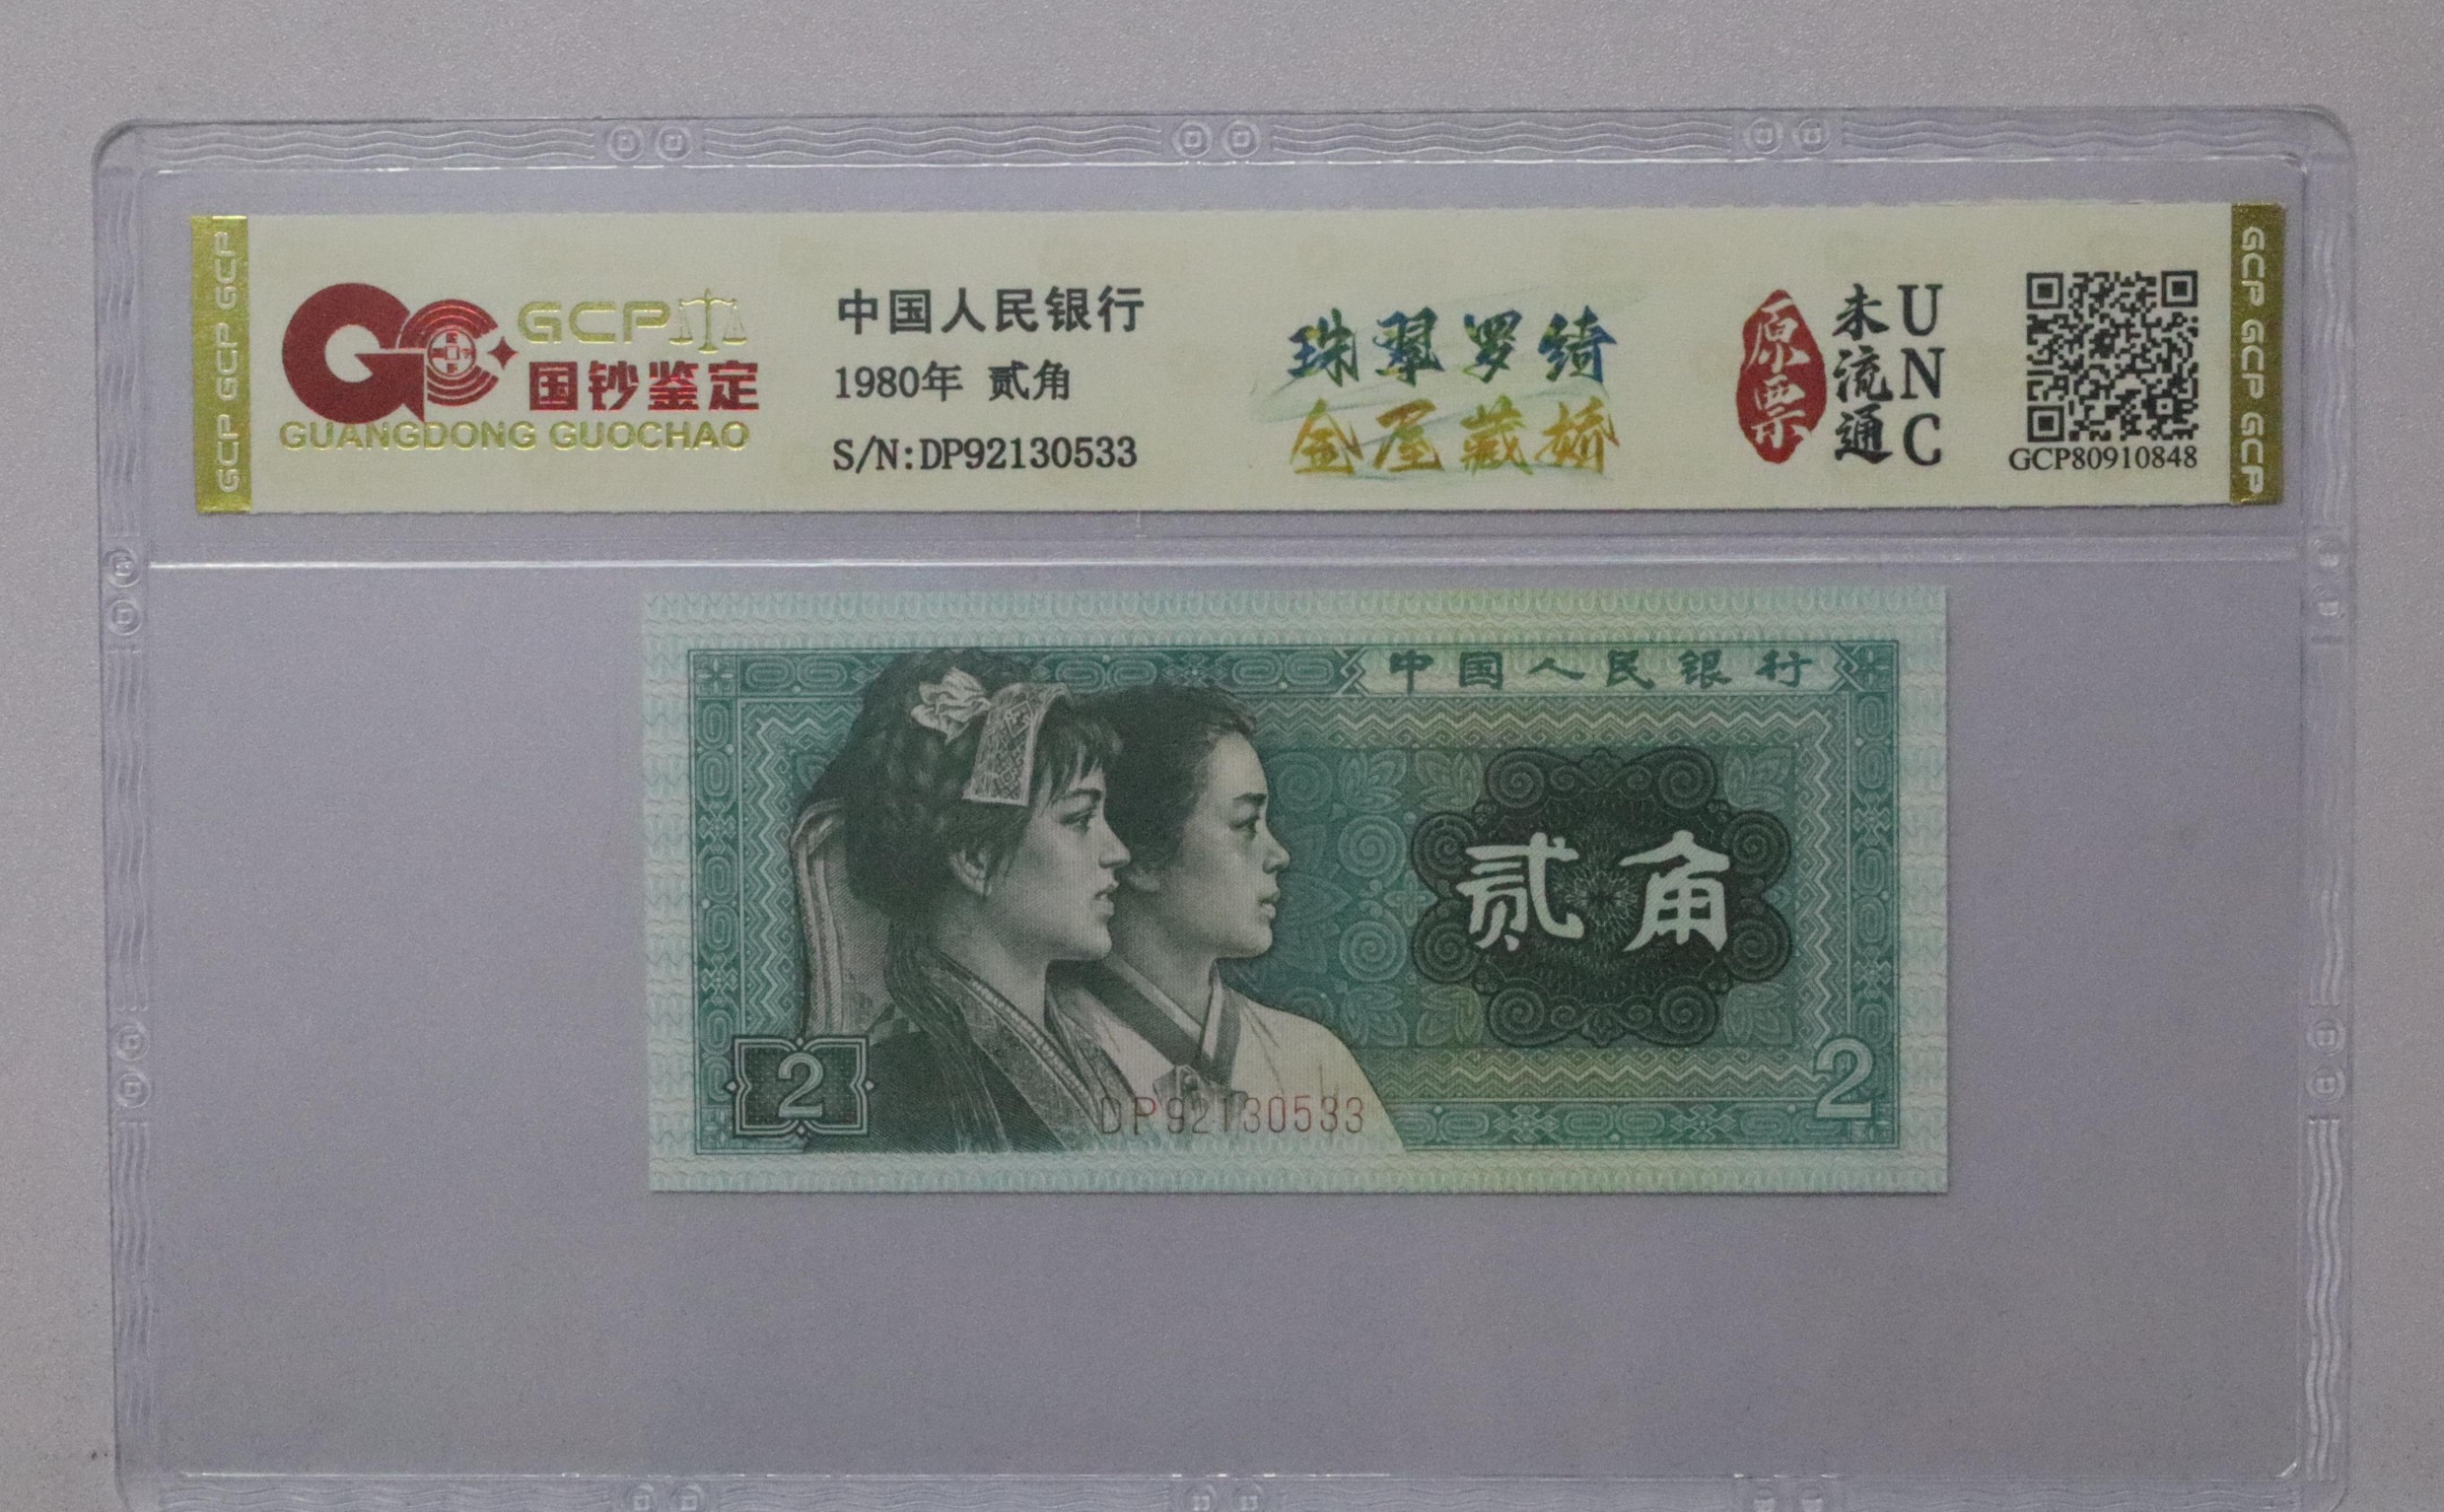 GCP GCP GCP
GCP
国钞鉴定
GUANGDONG GUOCHAO
中国人民银行
1980年 贰角
S/N:DP92130533
珠翠罗绮
金屋藏娇
原票
未流通
UNC
GCP80910848
GCP GCP GCP
中国人民银行
贰角
2
DP92130533
2